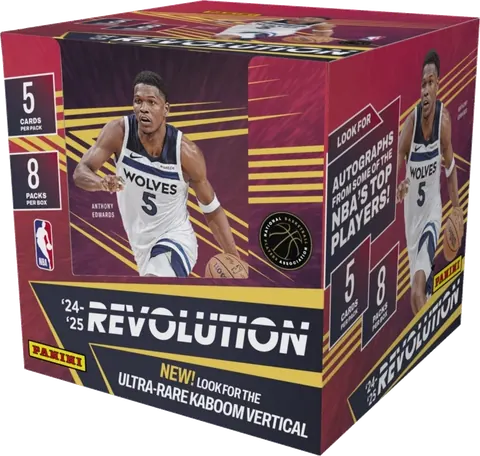 5
CARDS
PER PACK
8
PACKS
PER BOX
NBA
ANTHONY
EDWARDS
WOLVES
5
NATIONAL BASKETBALL
'24-
'25
REVOLUTION
PANINI
NEW! LOOK FOR THE
ULTRA-RARE KABOOM VERTICAL
LOOK FOR
AUTOGRAPHS
FROM SOME OF THE
NBA'S TOP
PLAYERS!
5
CARDS
PER PACK
8
PACKS
PER BOX
5
PANINI
'24-
'25
REVOLUTION